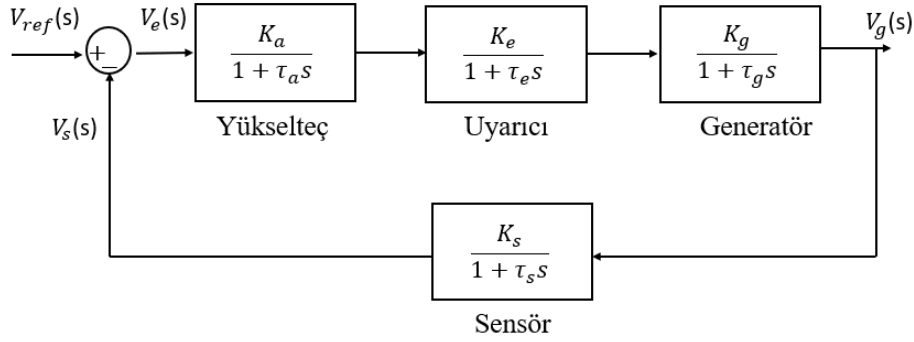 V_ref(s)
V_e(s)
V_g(s)
+
−
V_s(s)
K_a
1 + τ_a s
K_e
1 + τ_e s
K_g
1 + τ_g s
Yükselteç
Uyarıcı
Generatör
K_s
1 + τ_s s
Sensör